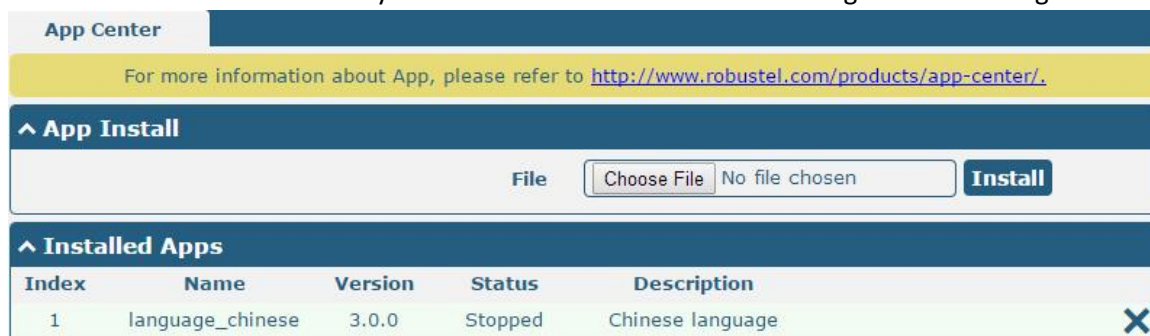 App Center
For more information about App, please refer to http://www.robustel.com/products/app-center/.
App Install
File Choose File No file chosen Install
Installed Apps
Index Name Version Status Description
1 language_chinese 3.0.0 Stopped Chinese language